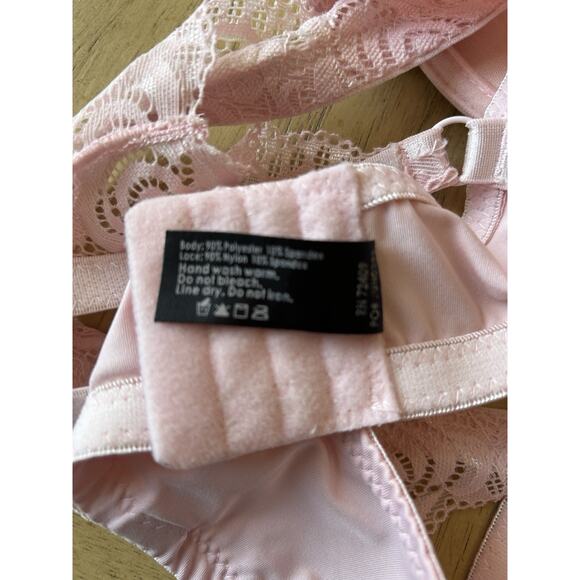 Body: 90% Polyester 10% Spandex
Lace: 90% Nylon 10% Spandex
Hand wash warm.
Do not bleach.
Line dry. Do not iron.